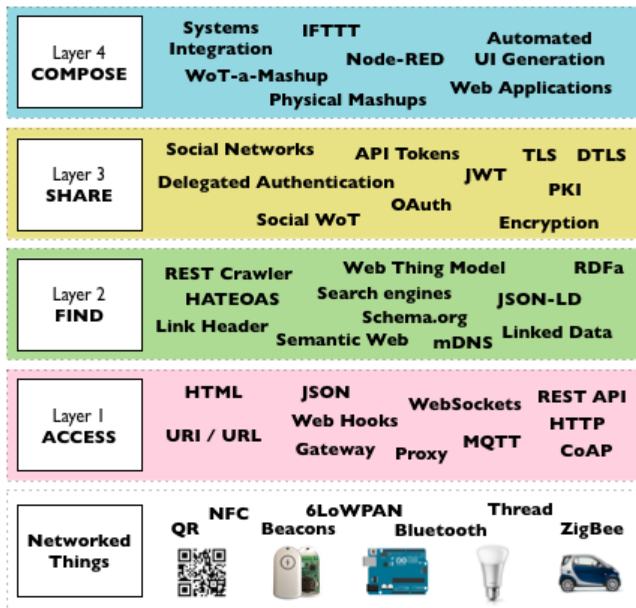 Layer 4
COMPOSE
Systems
Integration
IFTTT
Node-RED
Automated
UI Generation
WoT-a-Mashup
Physical Mashups
Web Applications
Layer 3
SHARE
Social Networks
API Tokens
TLS
DTLS
Delegated Authentication
JWT
PKI
OAuth
Social WoT
Encryption
Layer 2
FIND
REST Crawler
Web Thing Model
RDFa
HATEOAS
Search engines
JSON-LD
Link Header
Schema.org
Semantic Web
mDNS
Linked Data
Layer 1
ACCESS
HTML
JSON
WebSockets
REST API
URI / URL
Web Hooks
HTTP
Gateway
Proxy
MQTT
CoAP
Networked
Things
QR
NFC
6LoWPAN
Beacons
Bluetooth
Thread
ZigBee